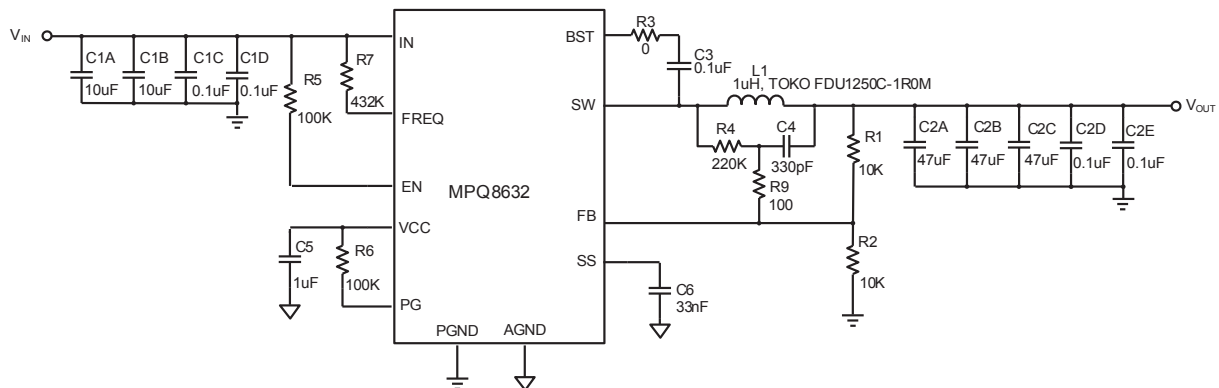 VIN
C1A
10uF
C1B
10uF
C1C
0.1uF
C1D
0.1uF
R5
100K
R7
432K
IN
FREQ
EN
VCC
PG
PGND
AGND
MPQ8632
BST
SW
FB
SS
C5
1uF
R6
100K
R3
0
C3
0.1uF
L1
1uH, TOKO FDU1250C-1R0M
R4
220K
C4
330pF
R9
100
R1
10K
R2
10K
C6
33nF
C2A
47uF
C2B
47uF
C2C
47uF
C2D
0.1uF
C2E
0.1uF
VOUT